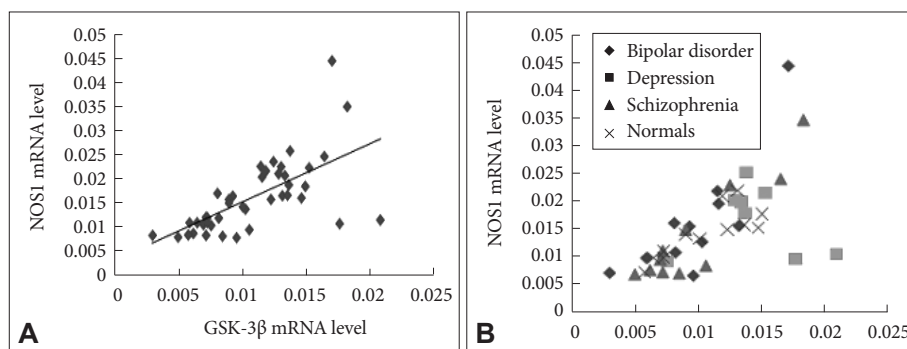 0.05
0.045
0.04
0.035
0.03
0.025
0.02
0.015
0.01
0.005
0
NOS1 mRNA level
0 0.005 0.01 0.015 0.02 0.025
GSK-3β mRNA level
A
0.05
0.045
0.04
0.035
0.03
0.025
0.02
0.015
0.01
0.005
0
NOS1 mRNA level
Bipolar disorder
Depression
Schizophrenia
Normals
0 0.005 0.01 0.015 0.02 0.025
B